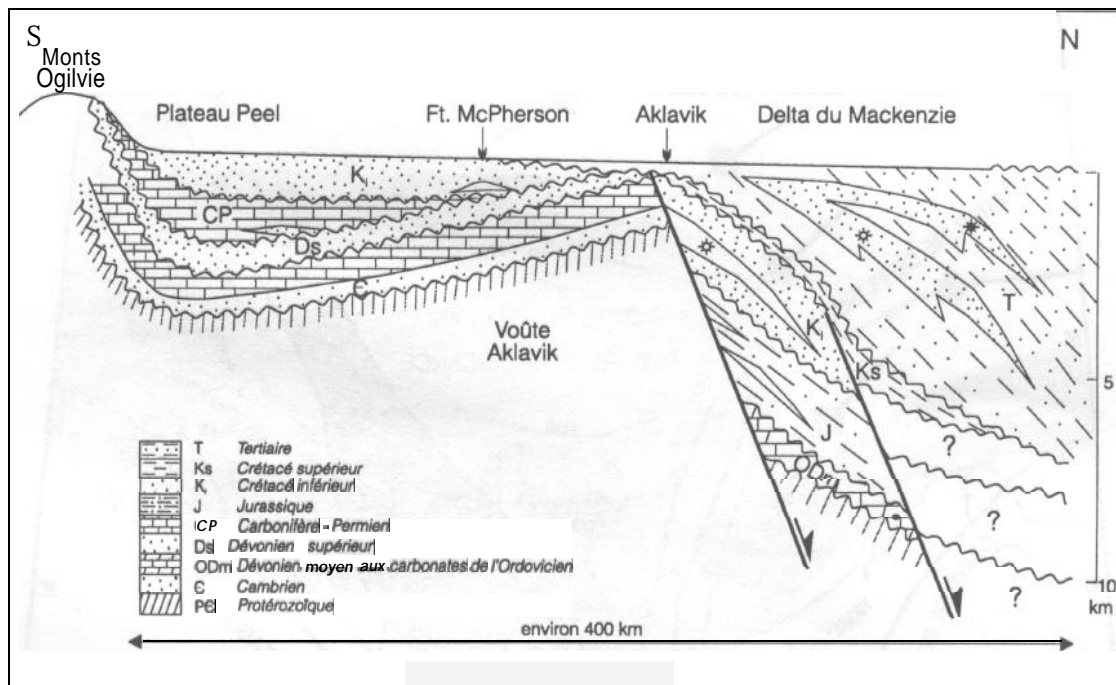 S
N
Monts
Ogilvie
Plateau Peel
Ft. McPherson
Aklavik
Delta du Mackenzie
K
CP
Ds
Є
T
Voûte
Aklavik
K
Ks
5
J
ODm
?
?
?
10
km
T Tertiaire
Ks Crétacé supérieur
K Crétacé inférieur
J Jurassique
CP Carbonifère - Permien
Ds Dévonien supérieur
ODm Dévonien moyen aux carbonates de l'Ordovicien
Є Cambrien
PЄ Protérozoïque
environ 400 km